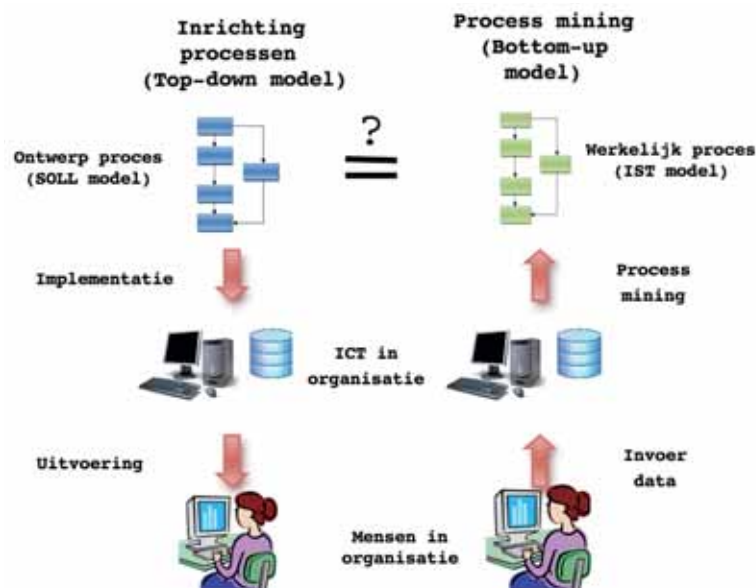 Inrichting
processen
(Top-down model)
Process mining
(Bottom-up
model)
Ontwerp proces
(SOLL model)
?
=
Werkelijk proces
(IST model)
Implementatie
Process
mining
ICT in
organisatie
Uitvoering
Invoer
data
Mensen in
organisatie